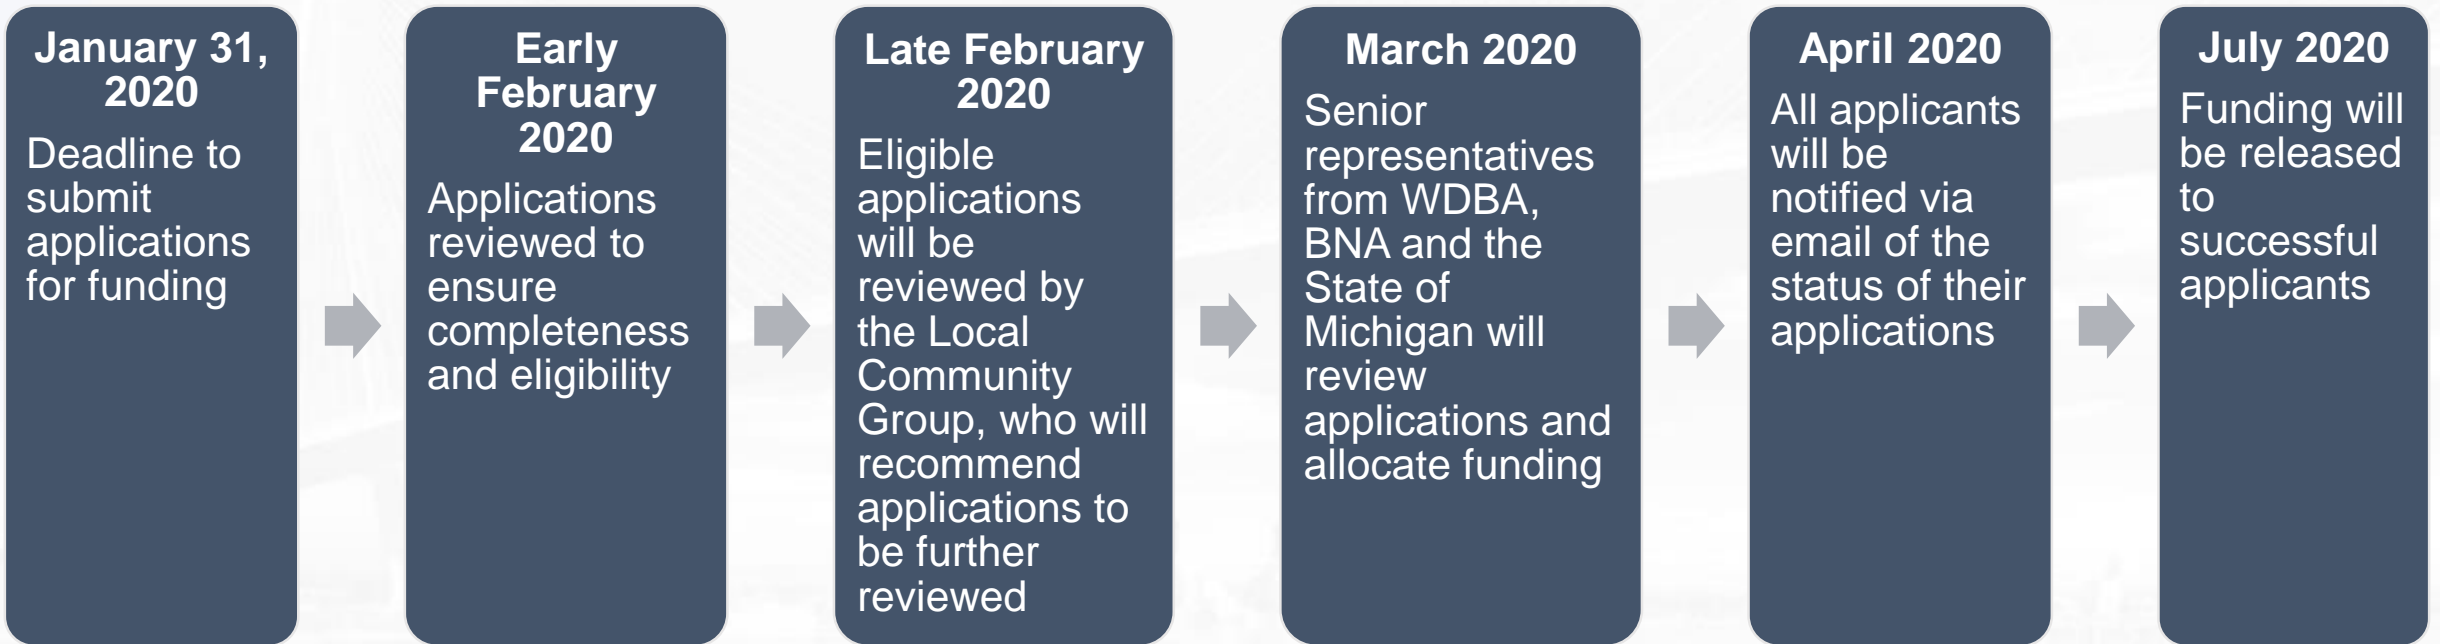 January 31,
2020
Deadline to
submit
applications
for funding
Early
February
2020
Applications
reviewed to
ensure
completeness
and eligibility
Late February
2020
Eligible
applications
will be
reviewed by
the Local
Community
Group, who will
recommend
applications to
be further
reviewed
March 2020
Senior
representatives
from WDBA,
BNA and the
State of
Michigan will
review
applications and
allocate funding
April 2020
All applicants
will be
notified via
email of the
status of their
applications
July 2020
Funding will
be released
to
successful
applicants